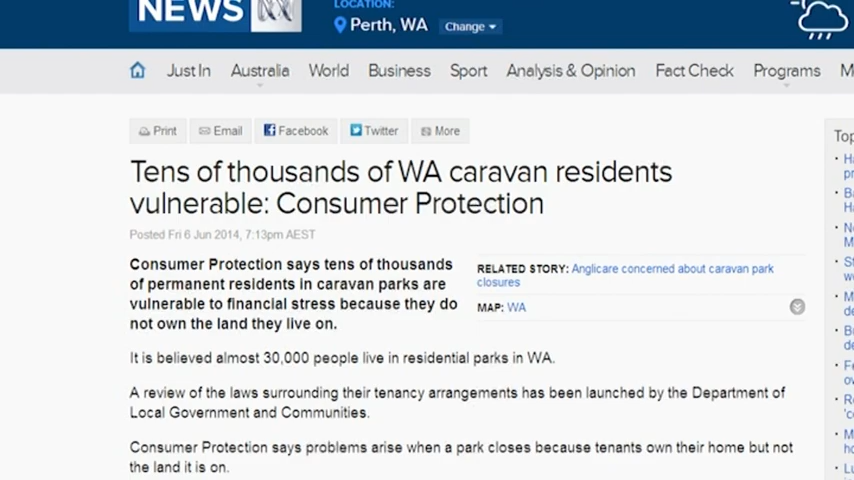 NEWS
LOCATION:
Perth, WA
Change
Just In
Australia
World
Business
Sport
Analysis & Opinion
Fact Check
Programs
Print
Email
Facebook
Twitter
More
Tens of thousands of WA caravan residents
vulnerable: Consumer Protection
Posted Fri 6 Jun 2014, 7:13pm AEST
Consumer Protection says tens of thousands
of permanent residents in caravan parks are
vulnerable to financial stress because they do
not own the land they live on.
RELATED STORY: Anglicare concerned about caravan park
closures
MAP: WA
It is believed almost 30,000 people live in residential parks in WA.
A review of the laws surrounding their tenancy arrangements has been launched by the Department of
Local Government and Communities.
Consumer Protection says problems arise when a park closes because tenants own their home but not
the land it is on.